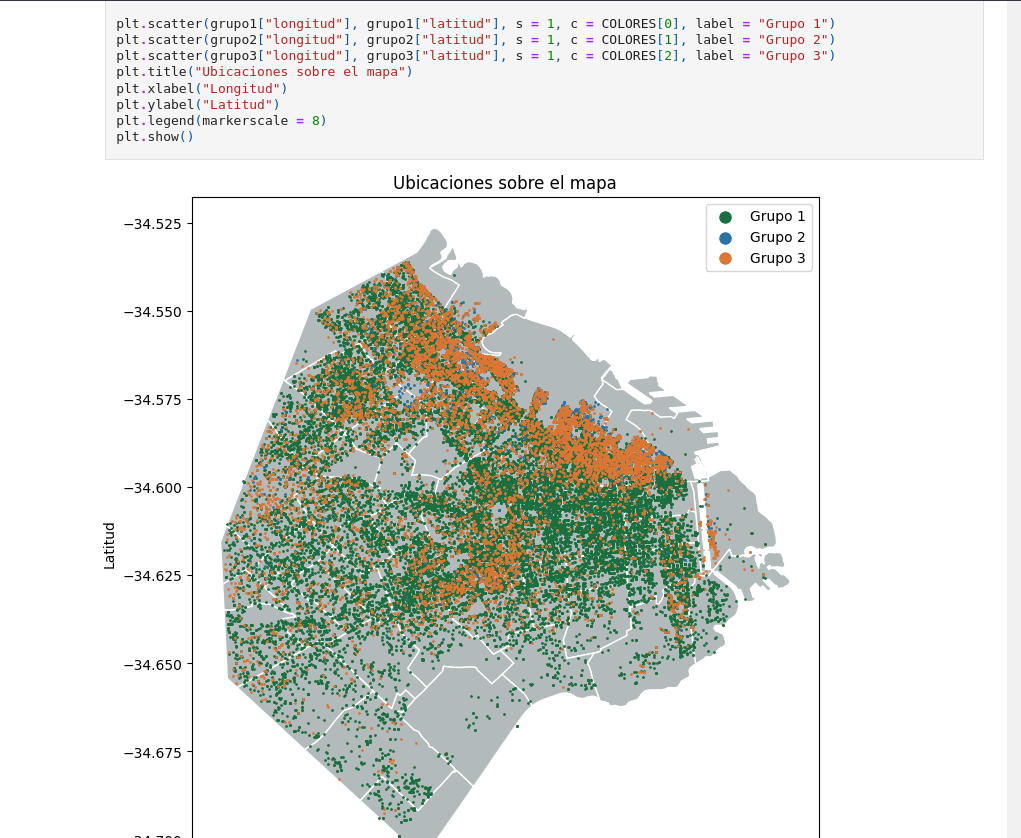 plt.scatter(grupo1["longitud"], grupo1["latitud"], s = 1, c = COLORES[0], label = "Grupo 1")
plt.scatter(grupo2["longitud"], grupo2["latitud"], s = 1, c = COLORES[1], label = "Grupo 2")
plt.scatter(grupo3["longitud"], grupo3["latitud"], s = 1, c = COLORES[2], label = "Grupo 3")
plt.title("Ubicaciones sobre el mapa")
plt.xlabel("Longitud")
plt.ylabel("Latitud")
plt.legend(markerscale = 8)
plt.show()
Ubicaciones sobre el mapa
Grupo 1
Grupo 2
Grupo 3
−34.525
−34.550
−34.575
−34.600
−34.625
−34.650
−34.675
−34.700
Latitud